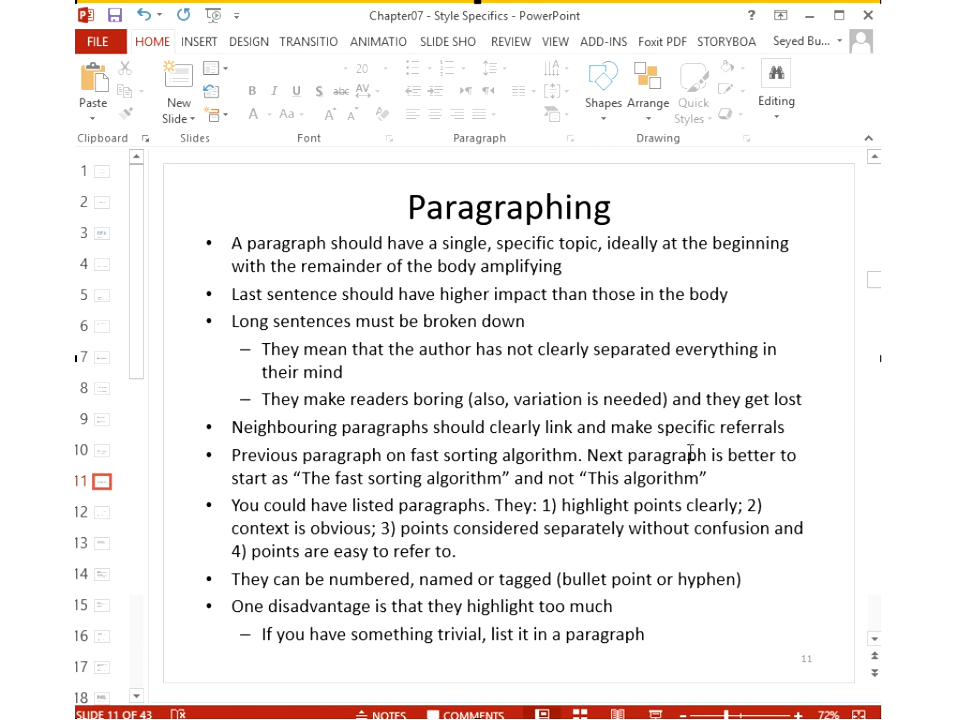 Chapter07 - Style Specifics - PowerPoint
FILE HOME INSERT DESIGN TRANSITIO ANIMATIO SLIDE SHO REVIEW VIEW ADD-INS Foxit PDF STORYBOA Seyed Bu...
20
B I U S abc AV
A Aa A A
Paste New Slide Shapes Arrange Quick Styles Editing
Clipboard Slides Font Paragraph Drawing
1
2
3
4
5
6
7
8
9
10
11
12
13
14
15
16
17
18
Paragraphing
• A paragraph should have a single, specific topic, ideally at the beginning
with the remainder of the body amplifying
• Last sentence should have higher impact than those in the body
• Long sentences must be broken down
– They mean that the author has not clearly separated everything in
their mind
– They make readers boring (also, variation is needed) and they get lost
• Neighbouring paragraphs should clearly link and make specific referrals
• Previous paragraph on fast sorting algorithm. Next paragraph is better to
start as “The fast sorting algorithm” and not “This algorithm”
• You could have listed paragraphs. They: 1) highlight points clearly; 2)
context is obvious; 3) points considered separately without confusion and
4) points are easy to refer to.
• They can be numbered, named or tagged (bullet point or hyphen)
• One disadvantage is that they highlight too much
– If you have something trivial, list it in a paragraph
11
SLIDE 11 OF 43 NOTES COMMENTS 72%